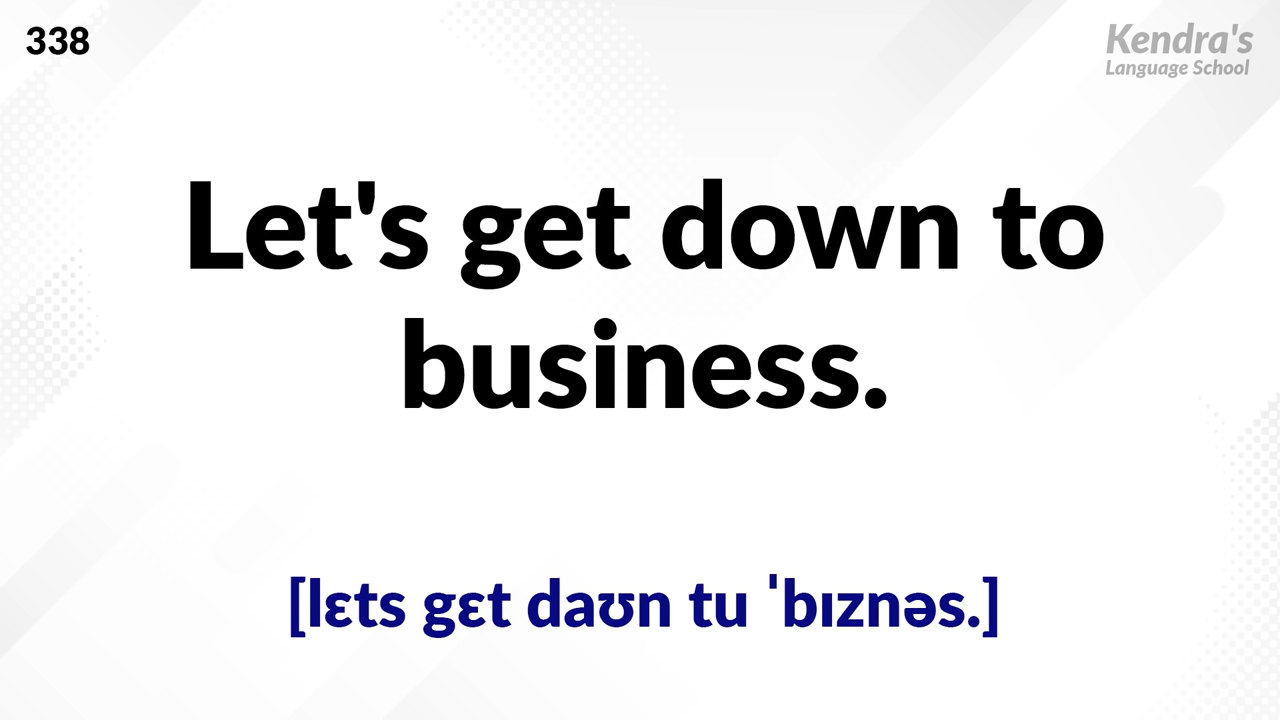 338
Kendra's
Language School
Let's get down to
business.
[lɛts gɛt daʊn tu ˈbɪznəs.]